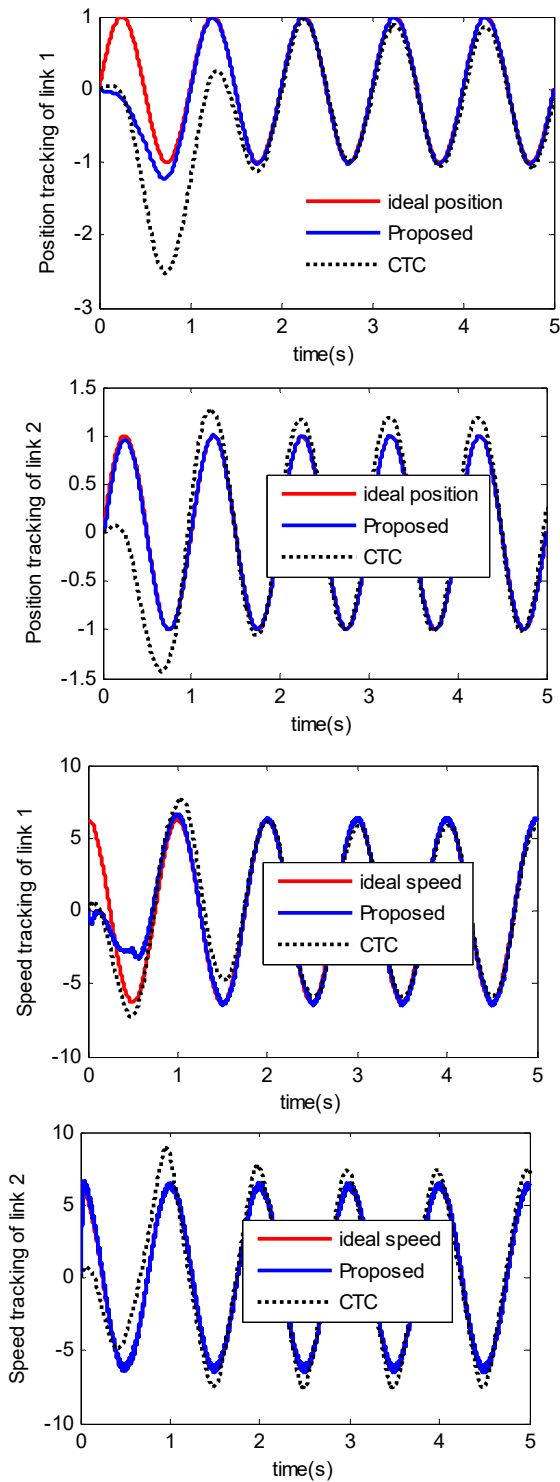 1
0
-1
-2
-3
Position tracking of link 1
ideal position
Proposed
CTC
0 1 2 3 4 5
time(s)
1.5
1
0.5
0
-0.5
-1
-1.5
Position tracking of link 2
ideal position
Proposed
CTC
0 1 2 3 4 5
time(s)
10
5
0
-5
-10
Speed tracking of link 1
ideal speed
Proposed
CTC
0 1 2 3 4 5
time(s)
10
5
0
-5
-10
Speed tracking of link 2
ideal speed
Proposed
CTC
0 1 2 3 4 5
time(s)